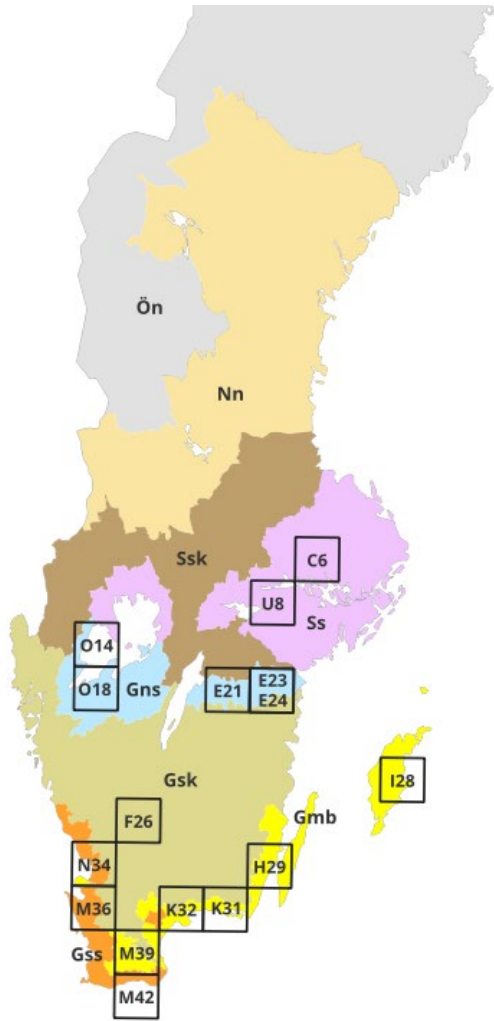 Ön
Nn
Ssk
C6
U8
Ss
O14
O18
Gns
E21
E23
E24
Gsk
I28
Gmb
F26
N34
H29
M36
K32
K31
Gss
M39
M42